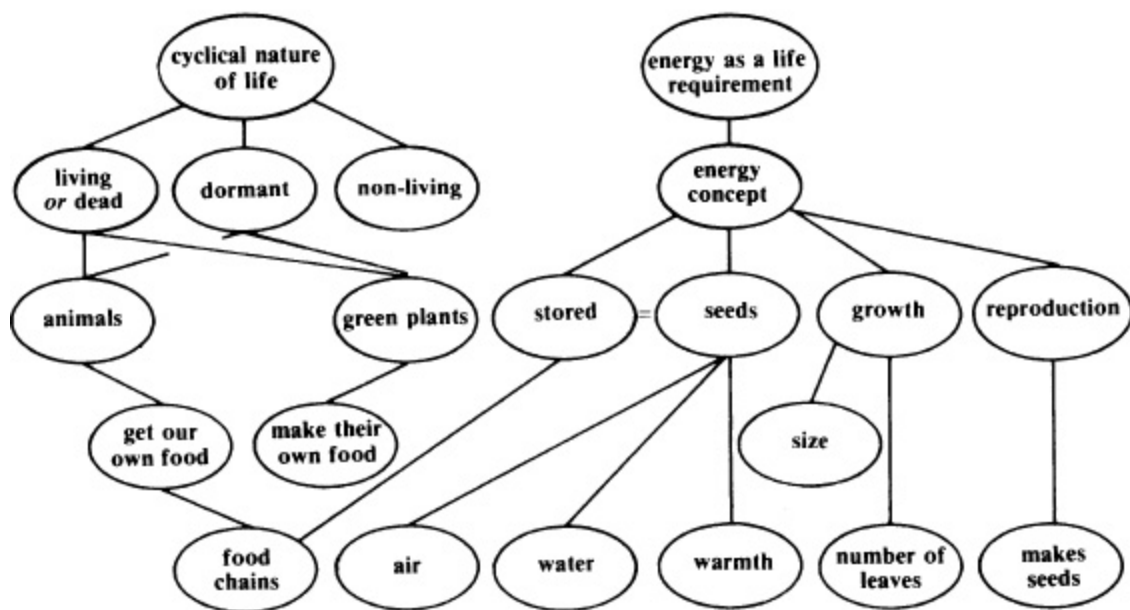 cyclical nature
of life
energy as a life
requirement
living
or dead
dormant
non-living
energy
concept
animals
green plants
stored
=
seeds
growth
reproduction
get our
own food
make their
own food
size
food
chains
air
water
warmth
number of
leaves
makes
seeds